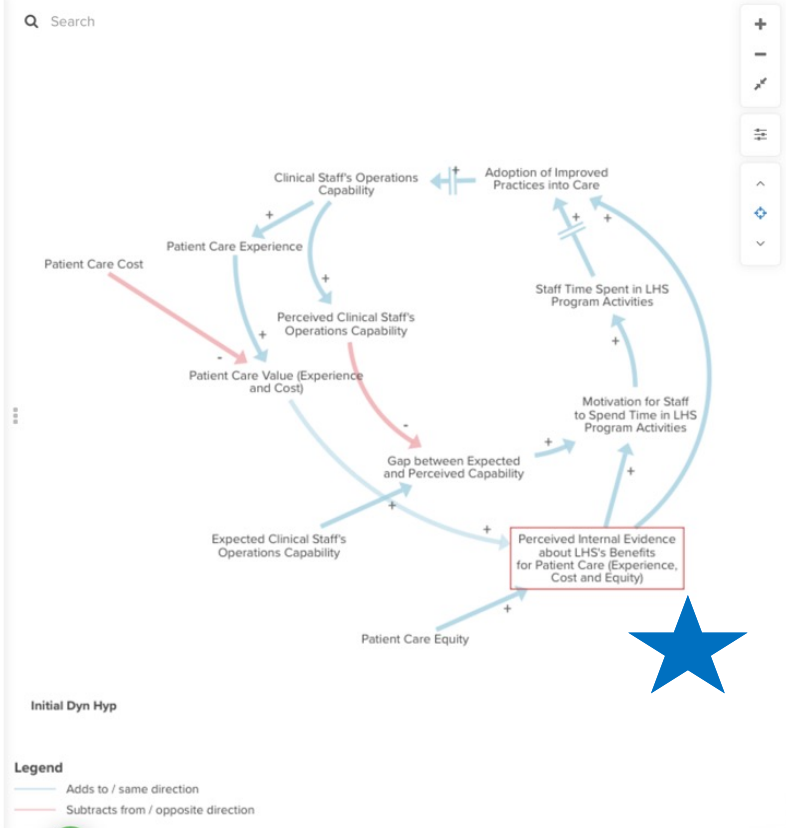 Search
+
Adoption of Improved
Practices into Care
Clinical Staff's Operations
Capability
+
+
+
Patient Care Experience
Patient Care Cost
+
Staff Time Spent in LHS
Program Activities
Perceived Clinical Staff's
Operations Capability
+
+
-
Patient Care Value (Experience
and Cost)
Motivation for Staff
to Spend Time in LHS
Program Activities
-
+
Gap between Expected
and Perceived Capability
+
+
+
Expected Clinical Staff's
Operations Capability
Perceived Internal Evidence
about LHS's Benefits
for Patient Care (Experience,
Cost and Equity)
+
Patient Care Equity
Initial Dyn Hyp
Legend
Adds to / same direction
Subtracts from / opposite direction